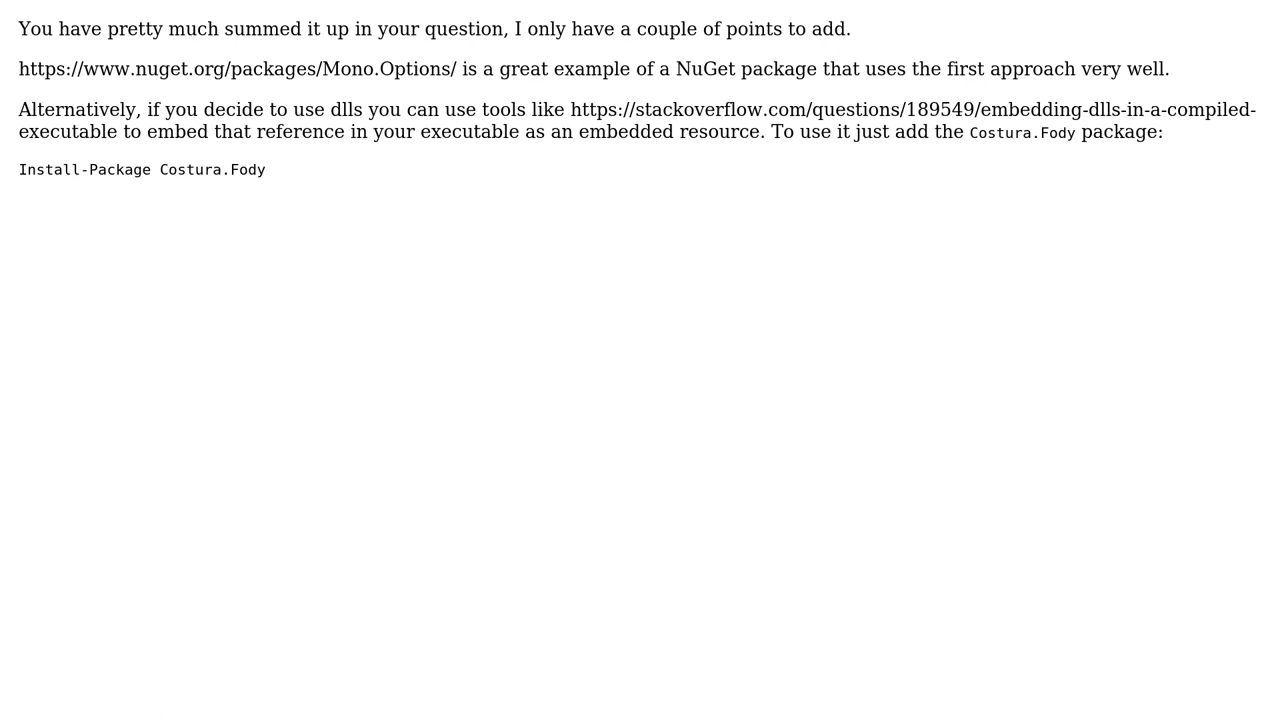 You have pretty much summed it up in your question, I only have a couple of points to add.
https://www.nuget.org/packages/Mono.Options/ is a great example of a NuGet package that uses the first approach very well.
Alternatively, if you decide to use dlls you can use tools like https://stackoverflow.com/questions/189549/embedding-dlls-in-a-compiled-
executable to embed that reference in your executable as an embedded resource. To use it just add the Costura.Fody package:
Install-Package Costura.Fody